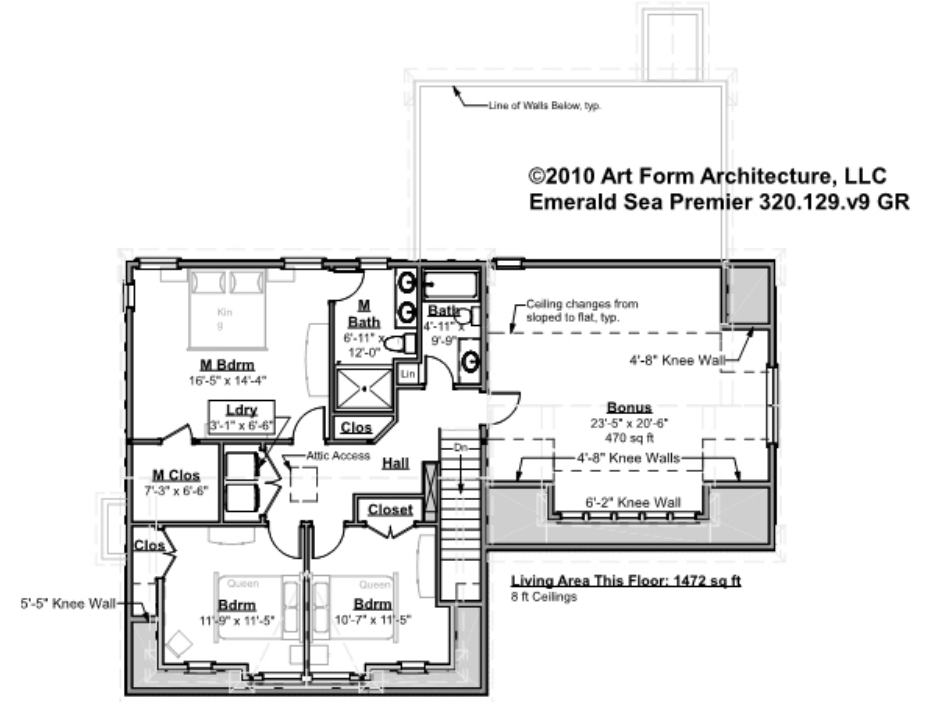 Line of Walls Below, typ.
©2010 Art Form Architecture, LLC
Emerald Sea Premier 320.129.v9 GR
Kin
g
M
Bath
6'-11" x
12'-0"
Bath
4'-11" x
9'-9"
Ceiling changes from
sloped to flat, typ.
4'-8" Knee Wall
M Bdrm
16'-5" x 14'-4"
Lin
Ldry
3'-1" x 6'-6"
Clos
Bonus
23'-5" x 20'-6"
470 sq ft
Attic Access
Hall
Dn
4'-8" Knee Walls
M Clos
7'-3" x 6'-6"
Closet
6'-2" Knee Wall
Clos
Queen
Queen
Living Area This Floor: 1472 sq ft
8 ft Ceilings
5'-5" Knee Wall
Bdrm
11'-9" x 11'-5"
Bdrm
10'-7" x 11'-5"